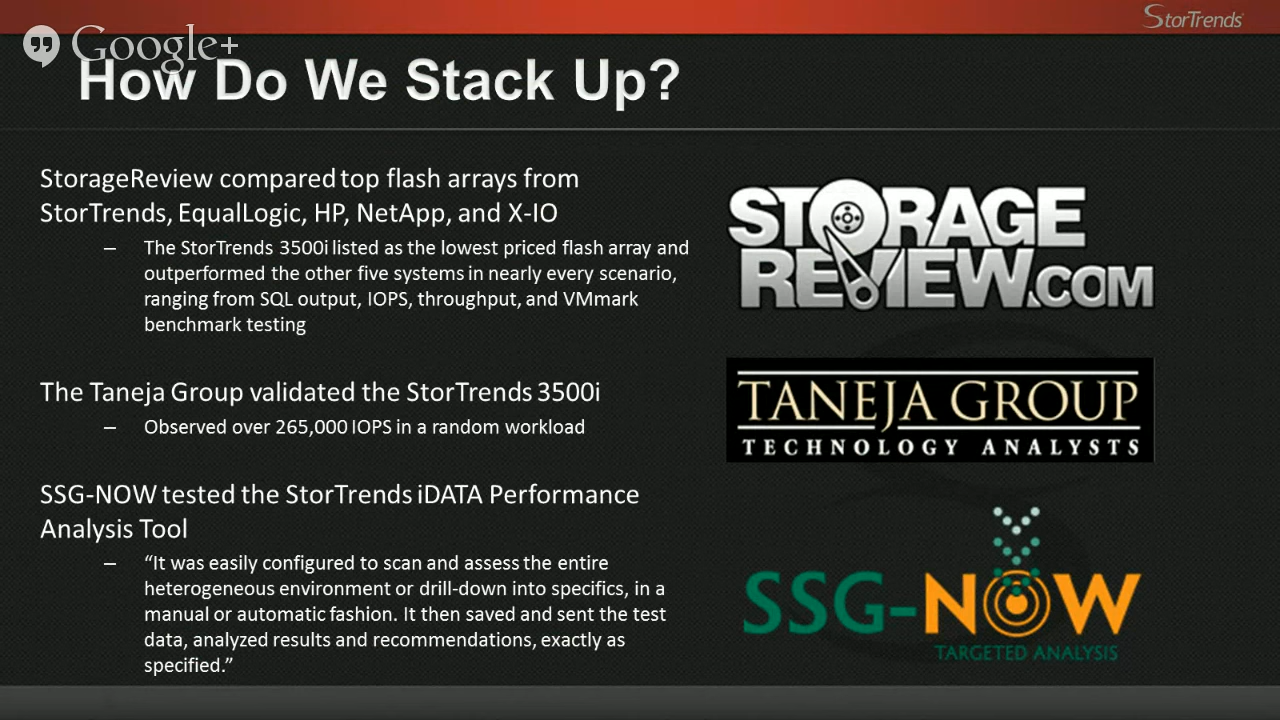 StorTrends
Google+
How Do We Stack Up?
StorageReview compared top flash arrays from
StorTrends, EqualLogic, HP, NetApp, and X-IO
– The StorTrends 3500i listed as the lowest priced flash array and
outperformed the other five systems in nearly every scenario,
ranging from SQL output, IOPS, throughput, and VMmark
benchmark testing
The Taneja Group validated the StorTrends 3500i
– Observed over 265,000 IOPS in a random workload
SSG-NOW tested the StorTrends iDATA Performance
Analysis Tool
– “It was easily configured to scan and assess the entire
heterogeneous environment or drill-down into specifics, in a
manual or automatic fashion. It then saved and sent the test
data, analyzed results and recommendations, exactly as
specified.”
STORAGE
REVIEW.COM
TANEJA GROUP
TECHNOLOGY ANALYSTS
SSG-NOW
TARGETED ANALYSIS